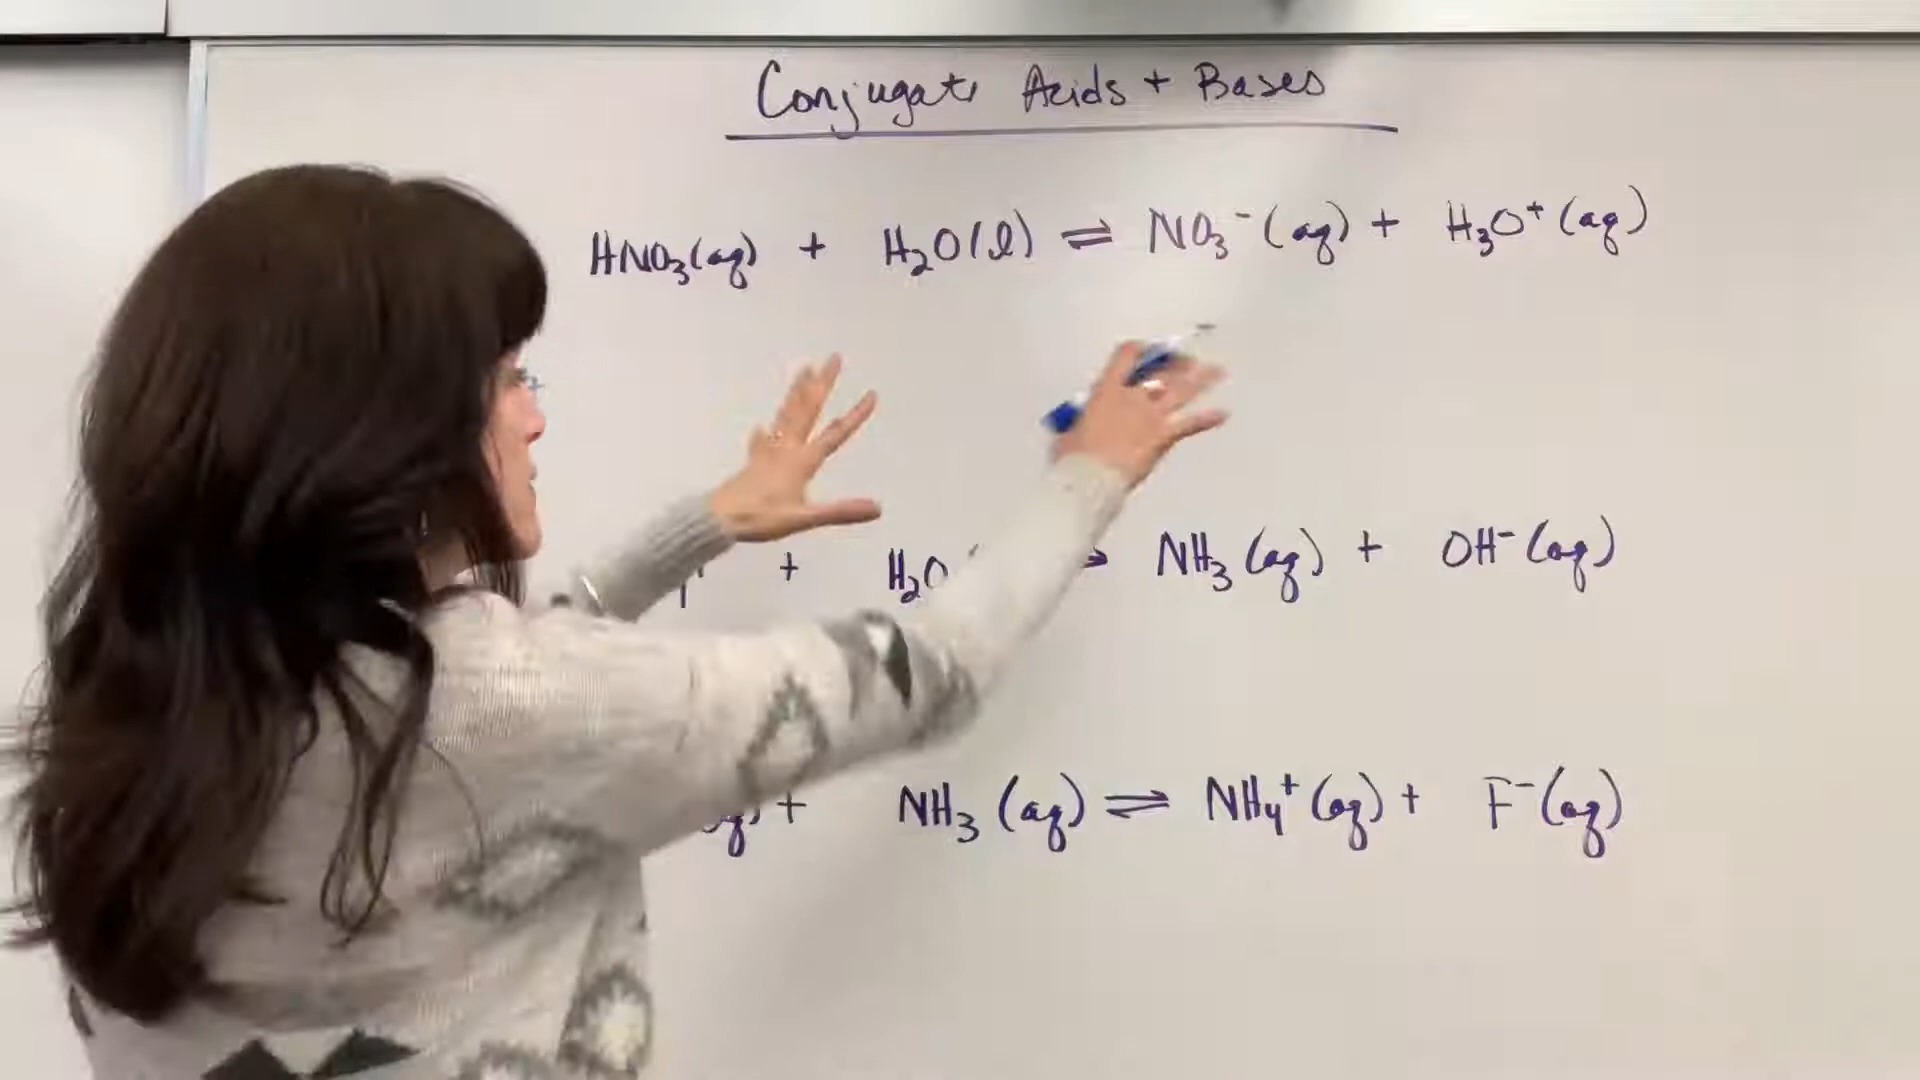 Conjugate Acids + Bases
HNO₃(aq) + H₂O(l) ⇌ NO₃⁻(aq) + H₃O⁺(aq)
+ H₂O NH₃(aq) + OH⁻(aq)
+ NH₃(aq) ⇌ NH₄⁺(aq) + F⁻(aq)